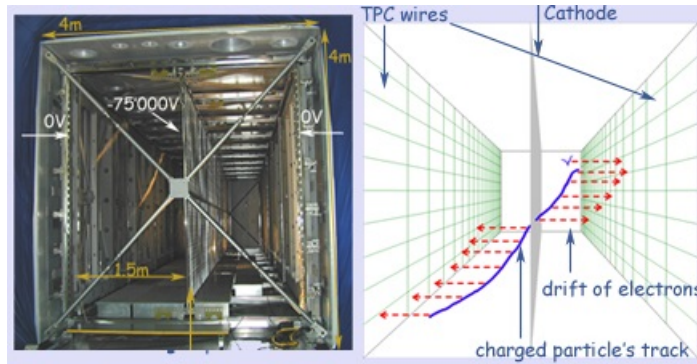 4m
4m
-75'000V
0V
0V
1.5m
TPC wires
Cathode
drift of electrons
charged particle's track